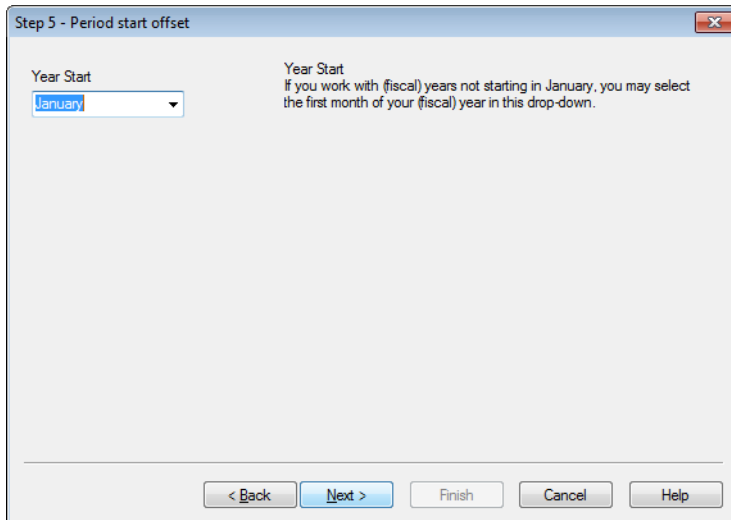 Step 5 - Period start offset
Year Start
January
Year Start
If you work with (fiscal) years not starting in January, you may select
the first month of your (fiscal) year in this drop-down.
< Back
Next >
Finish
Cancel
Help